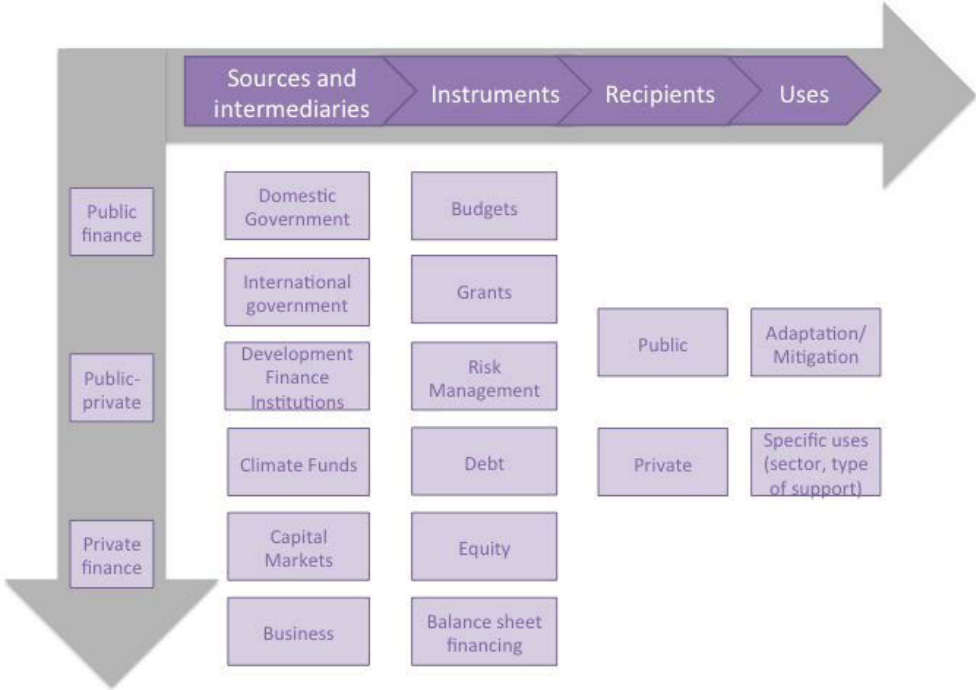 Sources and
intermediaries
Instruments
Recipients
Uses
Public
finance
Public-
private
Private
finance
Domestic
Government
International
government
Development
Finance
Institutions
Climate Funds
Capital
Markets
Business
Budgets
Grants
Risk
Management
Debt
Equity
Balance sheet
financing
Public
Private
Adaptation/
Mitigation
Specific uses
(sector, type
of support)